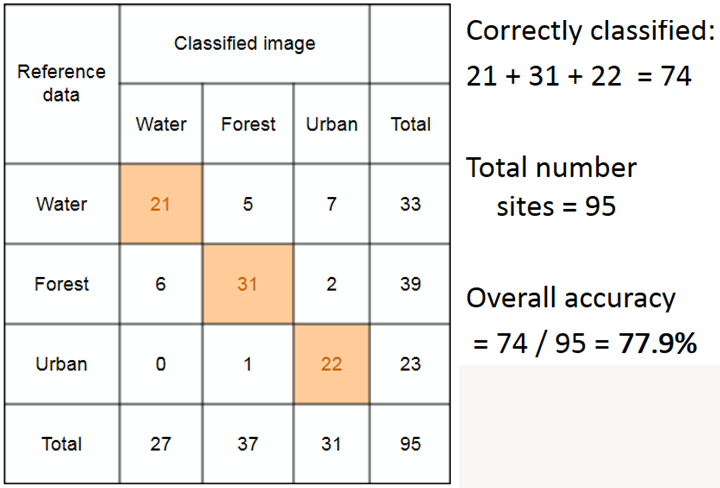 Reference data
Classified image
Water Forest Urban Total
Water 21 5 7 33
Forest 6 31 2 39
Urban 0 1 22 23
Total 27 37 31 95
Correctly classified:
21 + 31 + 22 = 74
Total number
sites = 95
Overall accuracy
= 74 / 95 = 77.9%